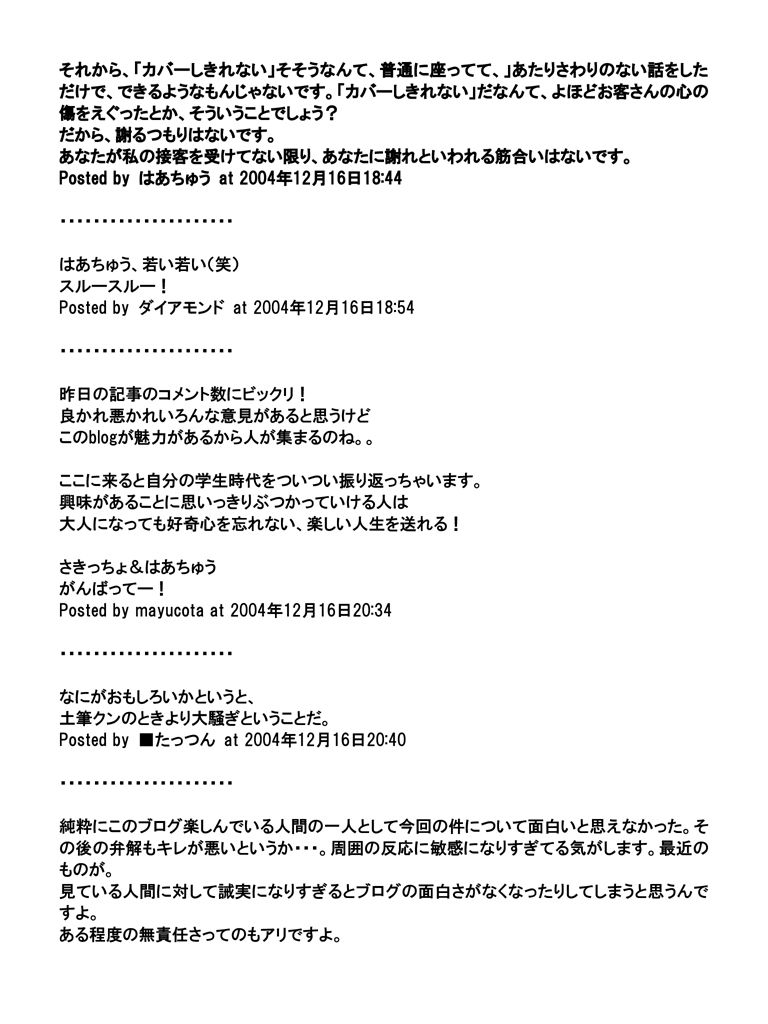 それから、「カバーしきれない」そそうなんて、普通に座ってて、」あたりさわりのない話をした
だけで、できるようなもんじゃないです。「カバーしきれない」だなんて、よほどお客さんの心の
傷をえぐったとか、そういうことでしょう?
だから、謝るつもりはないです。
あなたが私の接客を受けてない限り、あなたに謝れといわれる筋合いはないです。
Posted by はあちゅう at 2004年12月16日18:44
・・・・・・・・・・・・・・・・・・・・・
はあちゅう、若い若い(笑)
スルースルー!
Posted by ダイアモンド at 2004年12月16日18:54
・・・・・・・・・・・・・・・・・・・・・
昨日の記事のコメント数にビックリ!
良かれ悪かれいろんな意見があると思うけど
このblogが魅力があるから人が集まるのね。。
ここに来ると自分の学生時代をついつい振り返っちゃいます。
興味があることに思いっきりぶつかっていける人は
大人になっても好奇心を忘れない、楽しい人生を送れる!
さきっちょ&はあちゅう
がんばってー!
Posted by mayucota at 2004年12月16日20:34
・・・・・・・・・・・・・・・・・・・・・
なにがおもしろいかというと、
土筆クンのときより大騒ぎということだ。
Posted by ■たっつん at 2004年12月16日20:40
・・・・・・・・・・・・・・・・・・・・・
純粋にこのブログ楽しんでいる人間の一人として今回の件について面白いと思えなかった。そ
の後の弁解もキレが悪いというか・・・。周囲の反応に敏感になりすぎてる気がします。最近の
ものが。
見ている人間に対して誠実になりすぎるとブログの面白さがなくなったりしてしまうと思うんで
すよ。
ある程度の無責任さってのもアリですよ。